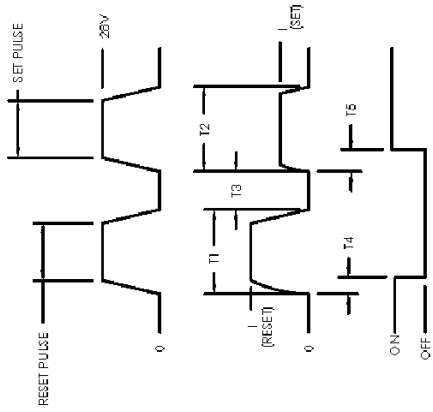 RESET PULSE
SET PULSE
28V
0
T1
T3
T2
I
(RESET)
I
(SET)
0
T4
T5
ON
OFF